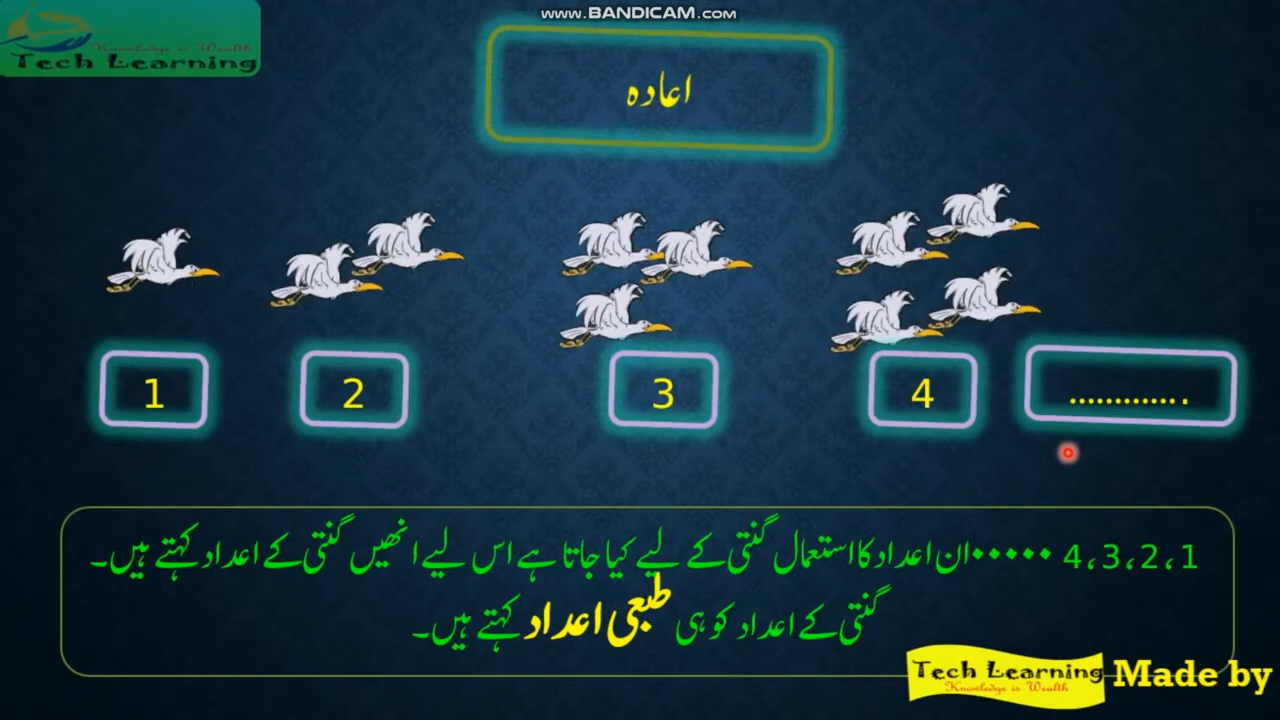 www.BANDICAM.com
Knowledge is Wealth
Tech Learning
اعادہ
1
2
3
4
.............
1، 2، 3، 4 •••••ان اعداد کا استعمال گنتی کے لیے کیا جاتا ہے اس لیے انھیں گنتی کے اعداد کہتے ہیں۔
گنتی کے اعداد کو ہی طبعی اعداد کہتے ہیں۔
Tech Learning
Knowledge is Wealth
Made by